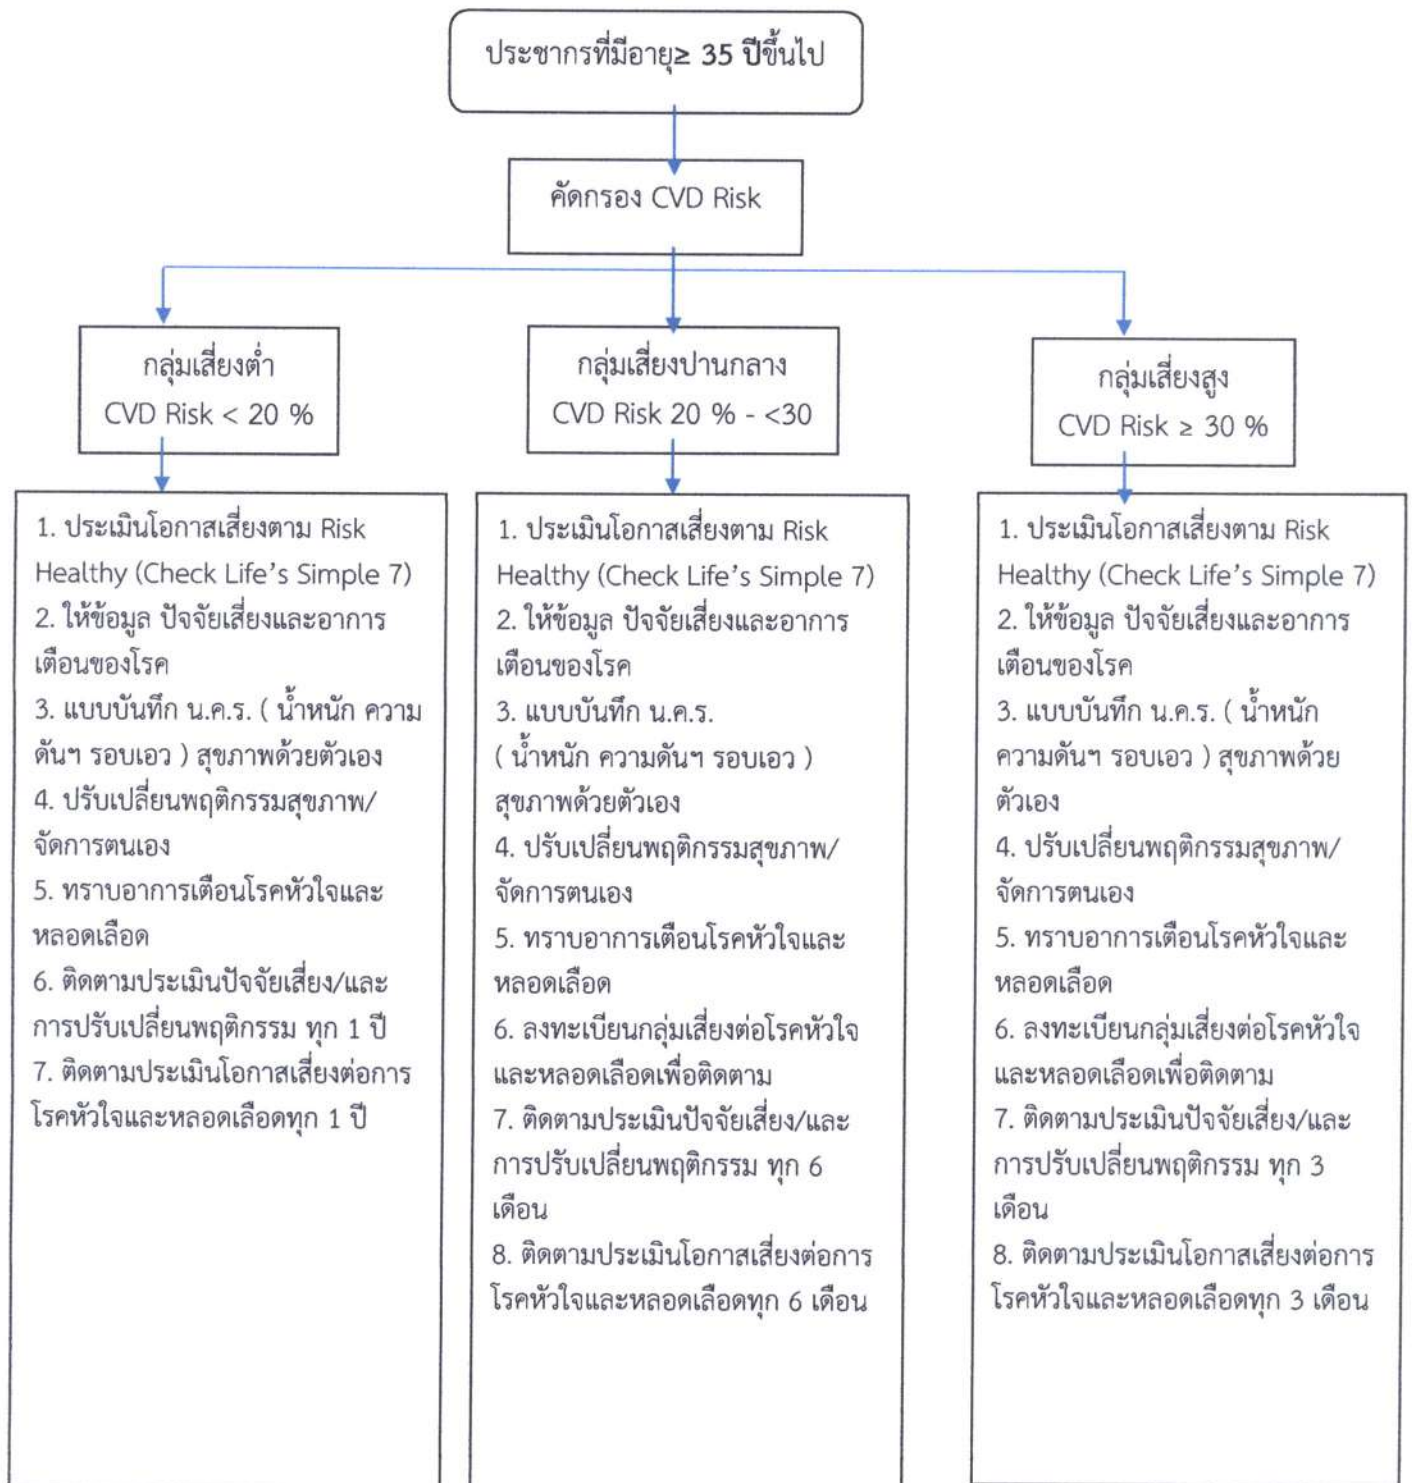 ประชากรที่มีอายุ≥ 35 ปีขึ้นไป
คัดกรอง CVD Risk
กลุ่มเสี่ยงต่ำ
CVD Risk < 20 %
กลุ่มเสี่ยงปานกลาง
CVD Risk 20 % - <30
กลุ่มเสี่ยงสูง
CVD Risk ≥ 30 %
1. ประเมินโอกาสเสี่ยงตาม Risk
Healthy (Check Life's Simple 7)
2. ให้ข้อมูล ปัจจัยเสี่ยงและอาการ
เตือนของโรค
3. แบบบันทึก น.ค.ร. ( น้ำหนัก ความ
ดันฯ รอบเอว ) สุขภาพด้วยตัวเอง
4. ปรับเปลี่ยนพฤติกรรมสุขภาพ/
จัดการตนเอง
5. ทราบอาการเตือนโรคหัวใจและ
หลอดเลือด
6. ติดตามประเมินปัจจัยเสี่ยง/และ
การปรับเปลี่ยนพฤติกรรม ทุก 1 ปี
7. ติดตามประเมินโอกาสเสี่ยงต่อการ
โรคหัวใจและหลอดเลือดทุก 1 ปี
1. ประเมินโอกาสเสี่ยงตาม Risk
Healthy (Check Life's Simple 7)
2. ให้ข้อมูล ปัจจัยเสี่ยงและอาการ
เตือนของโรค
3. แบบบันทึก น.ค.ร.
( น้ำหนัก ความดันฯ รอบเอว )
สุขภาพด้วยตัวเอง
4. ปรับเปลี่ยนพฤติกรรมสุขภาพ/
จัดการตนเอง
5. ทราบอาการเตือนโรคหัวใจและ
หลอดเลือด
6. ลงทะเบียนกลุ่มเสี่ยงต่อโรคหัวใจ
และหลอดเลือดเพื่อติดตาม
7. ติดตามประเมินปัจจัยเสี่ยง/และ
การปรับเปลี่ยนพฤติกรรม ทุก 6
เดือน
8. ติดตามประเมินโอกาสเสี่ยงต่อการ
โรคหัวใจและหลอดเลือดทุก 6 เดือน
1. ประเมินโอกาสเสี่ยงตาม Risk
Healthy (Check Life's Simple 7)
2. ให้ข้อมูล ปัจจัยเสี่ยงและอาการ
เตือนของโรค
3. แบบบันทึก น.ค.ร. ( น้ำหนัก
ความดันฯ รอบเอว ) สุขภาพด้วย
ตัวเอง
4. ปรับเปลี่ยนพฤติกรรมสุขภาพ/
จัดการตนเอง
5. ทราบอาการเตือนโรคหัวใจและ
หลอดเลือด
6. ลงทะเบียนกลุ่มเสี่ยงต่อโรคหัวใจ
และหลอดเลือดเพื่อติดตาม
7. ติดตามประเมินปัจจัยเสี่ยง/และ
การปรับเปลี่ยนพฤติกรรม ทุก 3
เดือน
8. ติดตามประเมินโอกาสเสี่ยงต่อการ
โรคหัวใจและหลอดเลือดทุก 3 เดือน